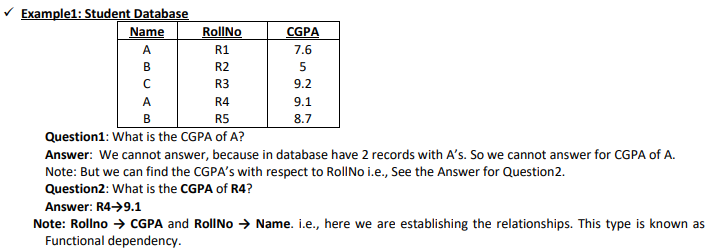 ✓ Example1: Student Database
Name RollNo CGPA
A R1 7.6
B R2 5
C R3 9.2
A R4 9.1
B R5 8.7
Question1: What is the CGPA of A?
Answer: We cannot answer, because in database have 2 records with A's. So we cannot answer for CGPA of A.
Note: But we can find the CGPA's with respect to RollNo i.e., See the Answer for Question2.
Question2: What is the CGPA of R4?
Answer: R4→9.1
Note: Rollno → CGPA and RollNo → Name. i.e., here we are establishing the relationships. This type is known as
Functional dependency.